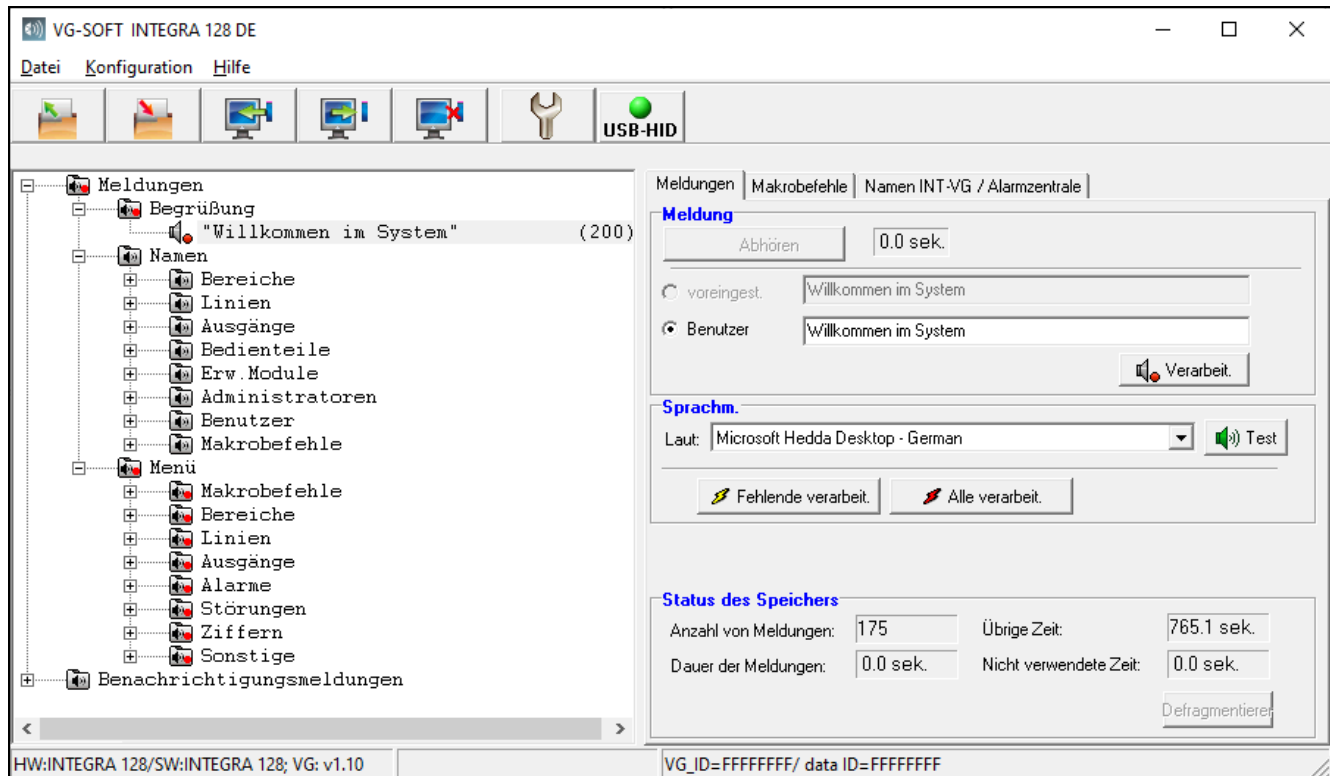 VG-SOFT INTEGRA 128 DE
Datei Konfiguration Hilfe
USB-HID
Meldungen
Begrüßung
"Willkommen im System" (200)
Namen
Bereiche
Linien
Ausgänge
Bedienteile
Erw.Module
Administratoren
Benutzer
Makrobefehle
Menü
Makrobefehle
Bereiche
Linien
Ausgänge
Alarme
Störungen
Ziffern
Sonstige
Benachrichtigungsmeldungen
Meldungen Makrobefehle Namen INT-VG / Alarmzentrale
Meldung
Abhören 0.0 sek.
voreingest. Willkommen im System
Benutzer Willkommen im System
Verarbeit.
Sprachm.
Laut: Microsoft Hedda Desktop - German Test
Fehlende verarbeit. Alle verarbeit.
Status des Speichers
Anzahl von Meldungen: 175 Übrige Zeit: 765.1 sek.
Dauer der Meldungen: 0.0 sek. Nicht verwendete Zeit: 0.0 sek.
Defragmentierer
HW:INTEGRA 128/SW:INTEGRA 128; VG: v1.10 VG_ID=FFFFFFFF/ data ID=FFFFFFFF